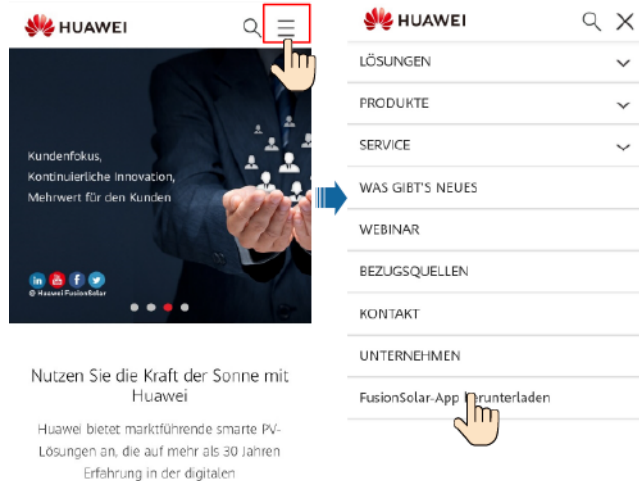 HUAWEI
Kundenfokus,
Kontinuierliche Innovation,
Mehrwert für den Kunden
© Huawei FusionSolar
Nutzen Sie die Kraft der Sonne mit
Huawei
Huawei bietet marktführende smarte PV-
Lösungen an, die auf mehr als 30 Jahren
Erfahrung in der digitalen
HUAWEI
LÖSUNGEN
PRODUKTE
SERVICE
WAS GIBT'S NEUES
WEBINAR
BEZUGSQUELLEN
KONTAKT
UNTERNEHMEN
FusionSolar-App herunterladen